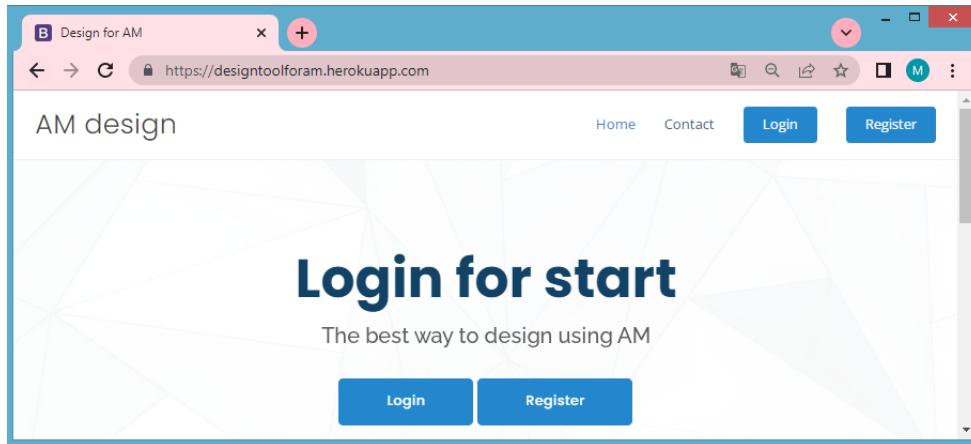 B Design for AM
https://designtoolforam.herokuapp.com M
AM design Home Contact Login Register
Login for start
The best way to design using AM
Login Register